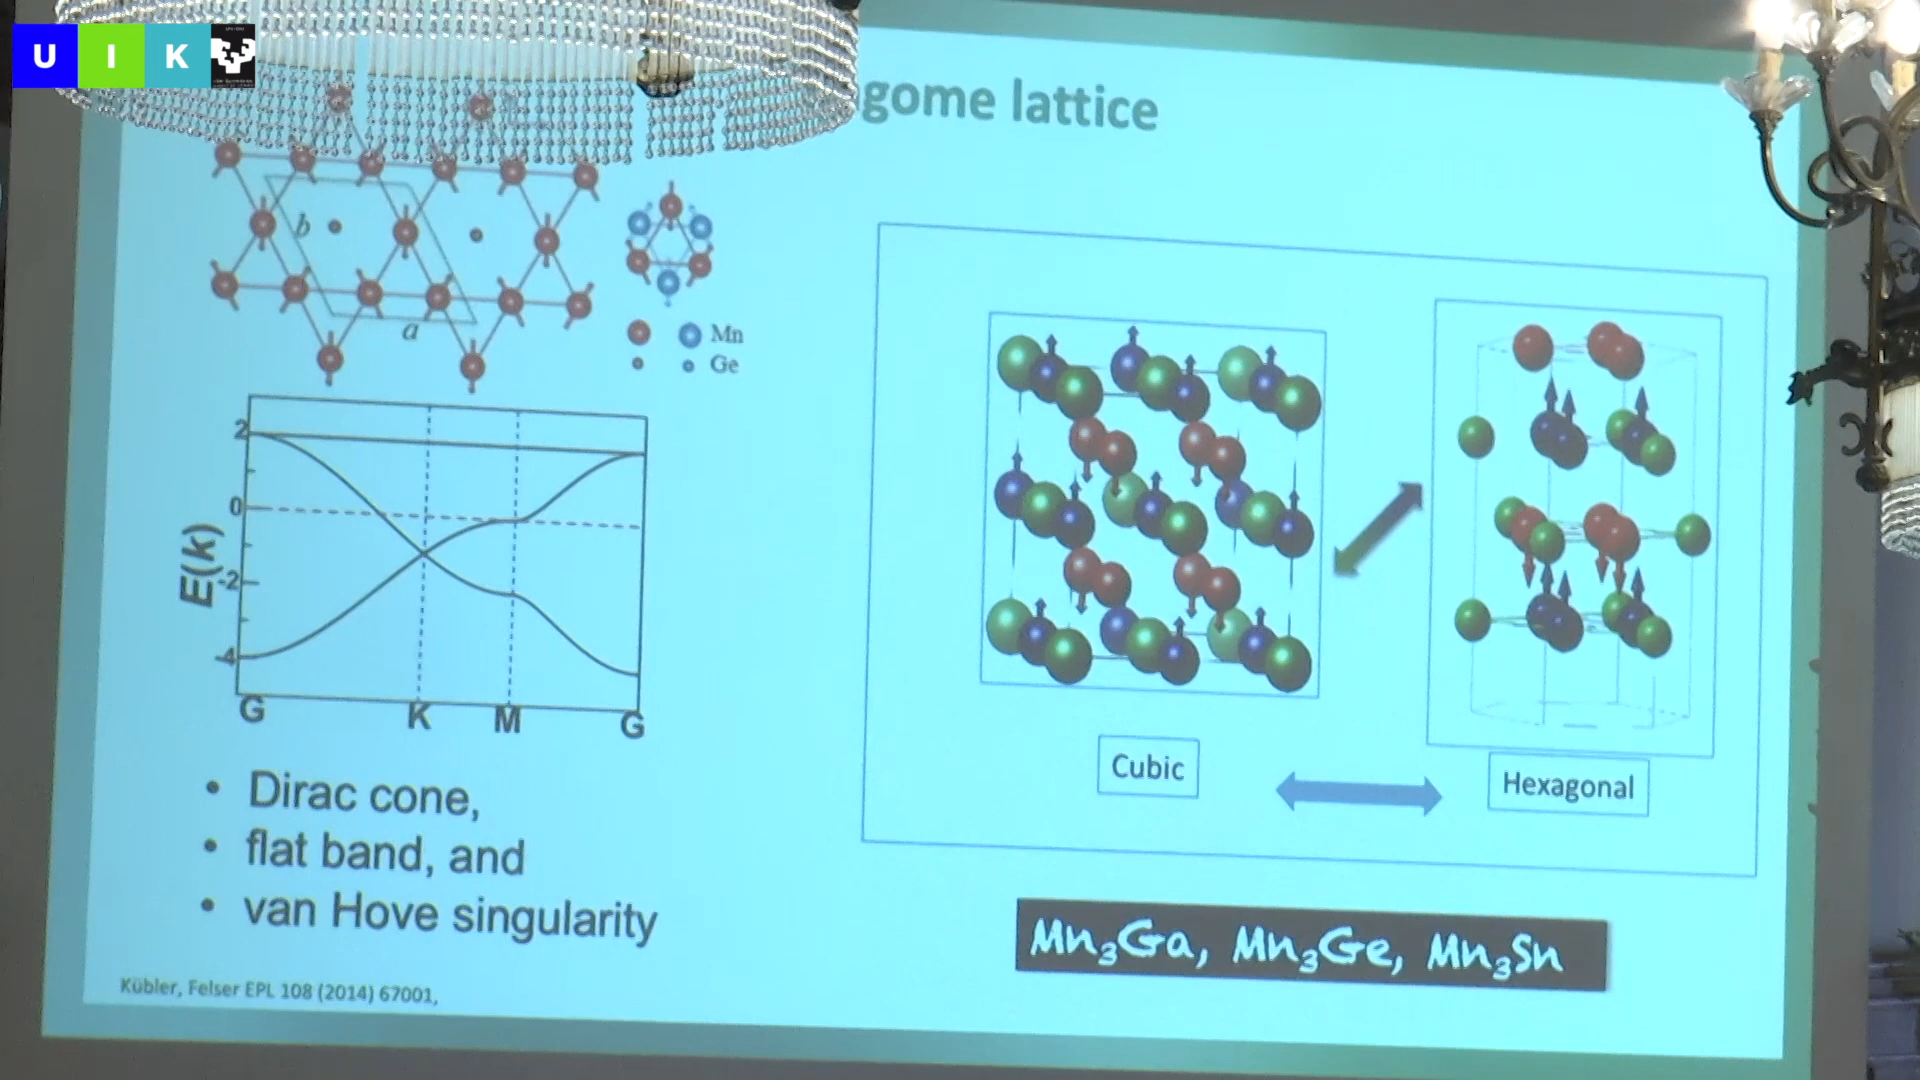 U I K
gome lattice
b
a
Mn
Ge
2
0
-2
-4
E(k)
G K M G
• Dirac cone,
• flat band, and
• van Hove singularity
Cubic
Hexagonal
Mn₃Ga, Mn₃Ge, Mn₃Sn
Kübler, Felser EPL 108 (2014) 67001,